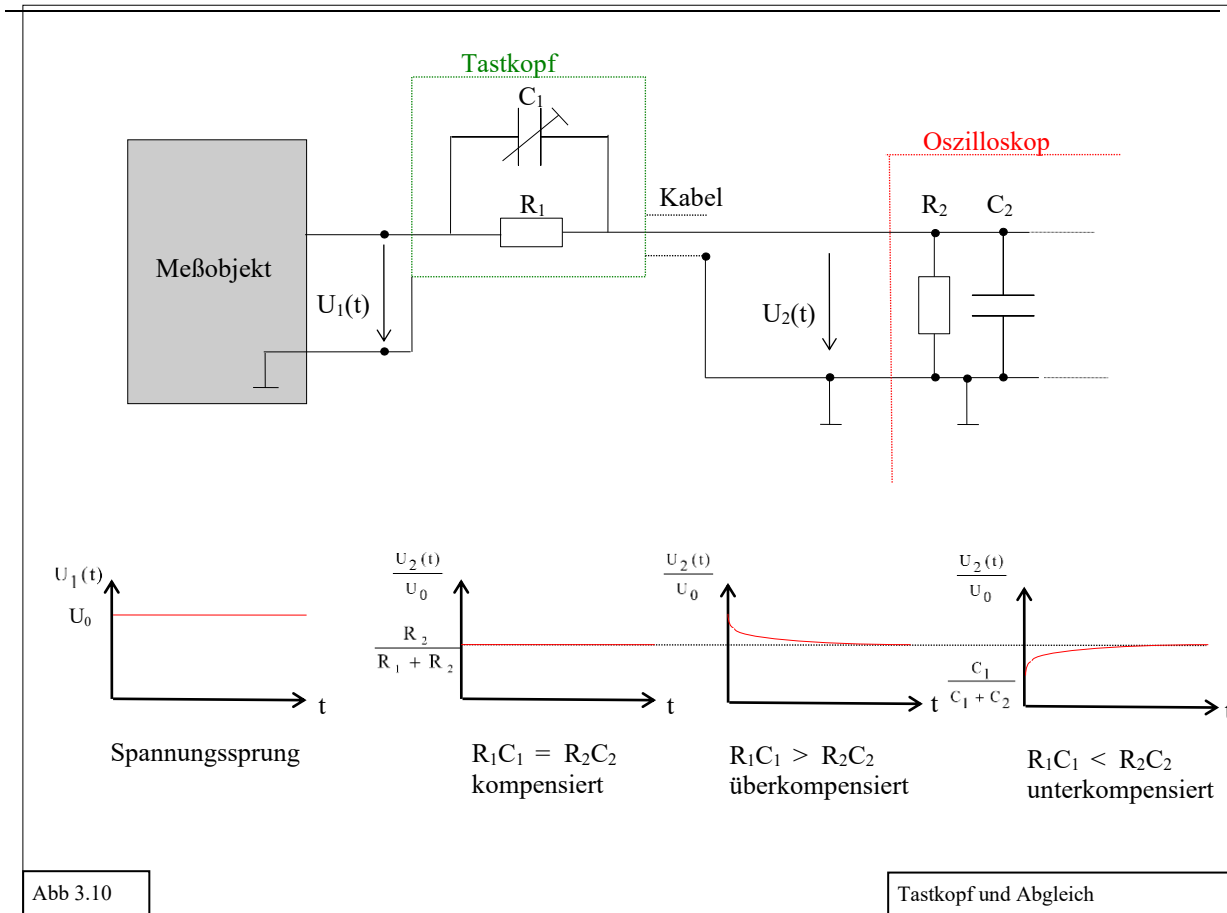 Tastkopf
C₁
Oszilloskop
Kabel
R₁
R₂
C₂
Meßobjekt
U₁(t)
U₂(t)
U₁(t)
U₀
t
Spannungssprung
U₂(t)
U₀
R₂
R₁ + R₂
t
R₁C₁ = R₂C₂
kompensiert
U₂(t)
U₀
t
R₁C₁ > R₂C₂
überkompensiert
U₂(t)
U₀
C₁
C₁ + C₂
t
R₁C₁ < R₂C₂
unterkompensiert
Abb 3.10
Tastkopf und Abgleich